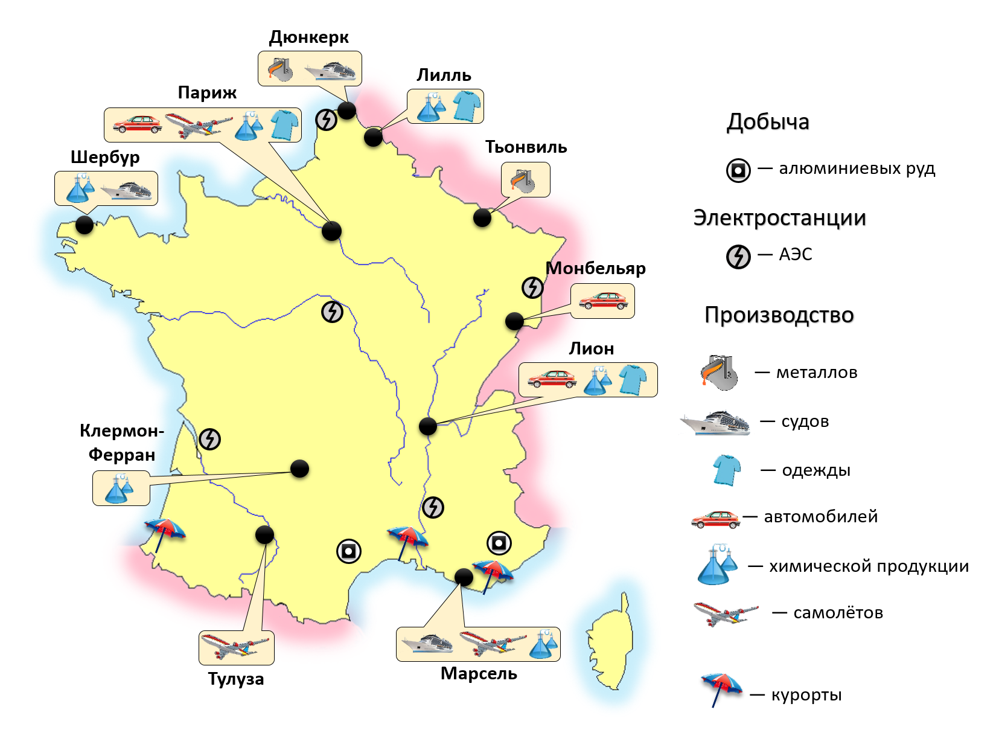 Дюнкерк
Лилль
Париж
Тьонвиль
Шербур
Монбельяр
Лион
Клермон-
Ферран
Тулуза
Марсель
Добыча
— алюминиевых руд
Электростанции
— АЭС
Производство
— металлов
— судов
— одежды
— автомобилей
— химической продукции
— самолётов
— курорты